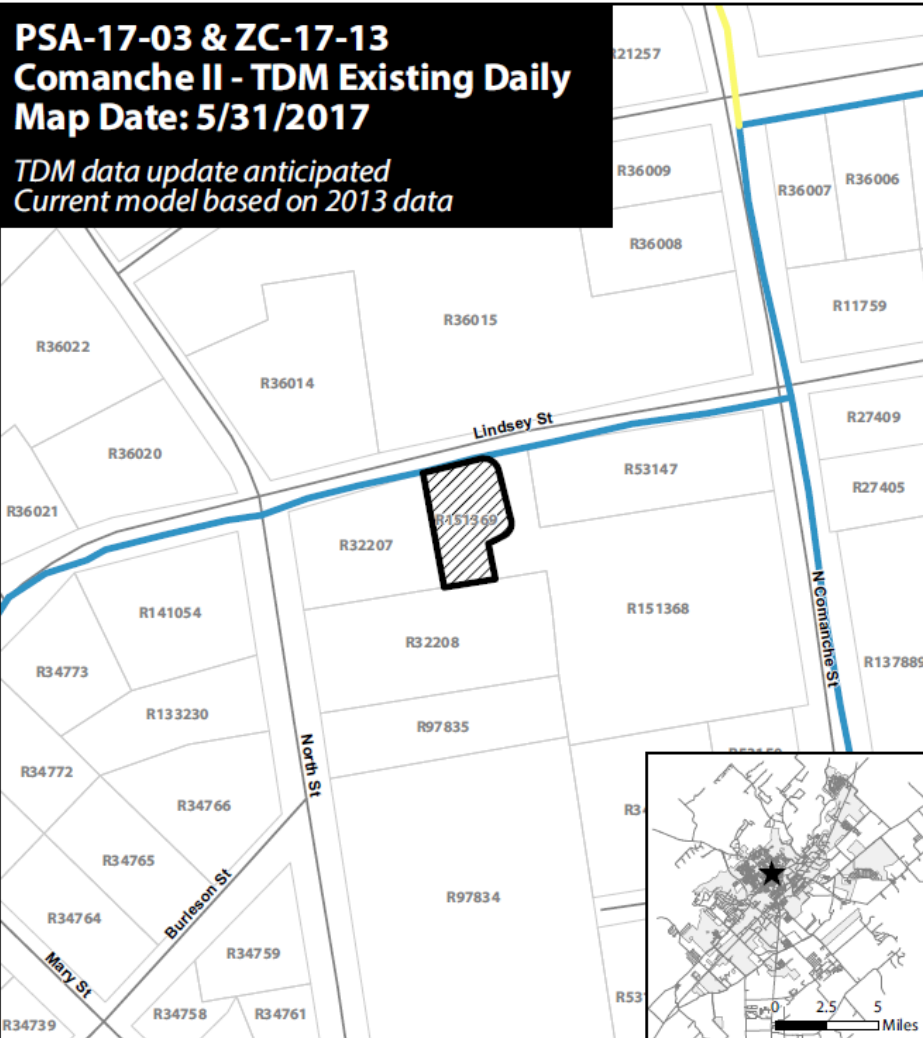 PSA-17-03 & ZC-17-13
Comanche II - TDM Existing Daily
Map Date: 5/31/2017
TDM data update anticipated
Current model based on 2013 data
R21257
R36009
R36007
R36006
R36008
R11759
R36015
R36022
R36014
R27409
Lindsey St
R36020
R53147
R27405
R36021
R151369
R32207
R141054
R151368
N Comanche St
R32208
R137889
R34773
R133230
R97835
North St
R34772
R34766
R34765
R97834
Burleson St
R34764
R34759
Mary St
R34758
R34761
R34739
0 2.5 5
Miles